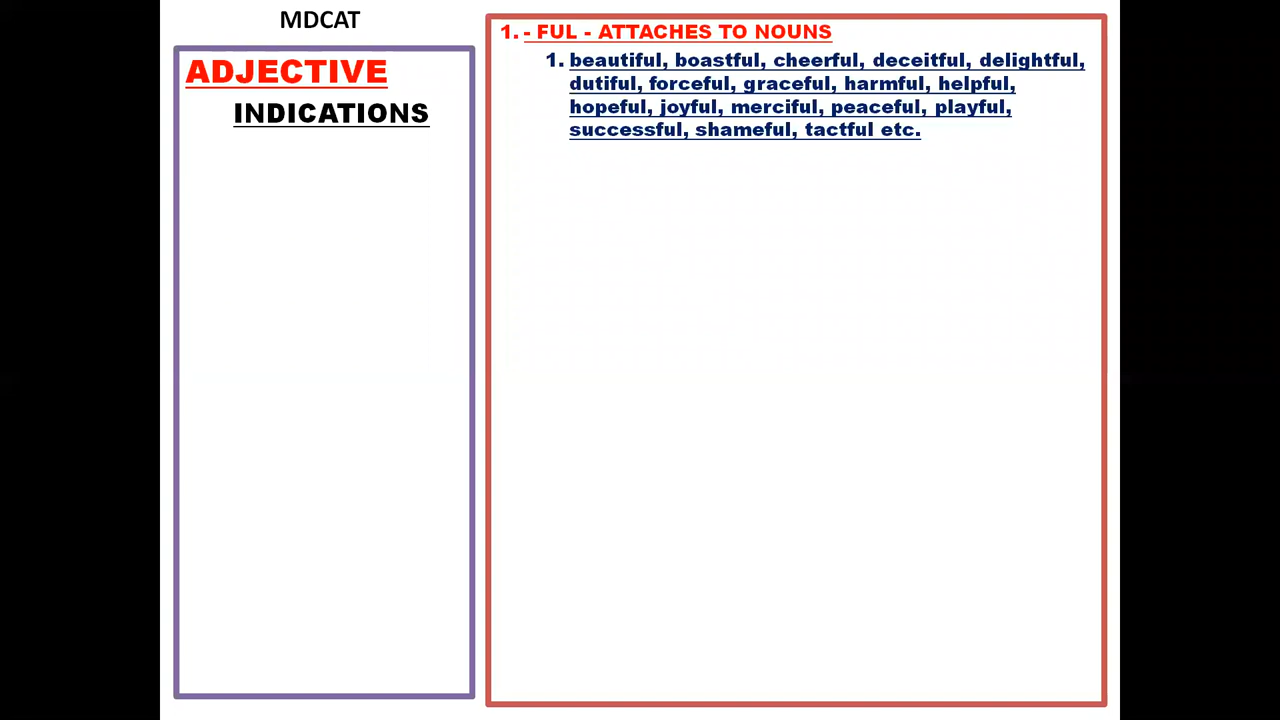 MDCAT
ADJECTIVE
INDICATIONS
1. - FUL - ATTACHES TO NOUNS
1. beautiful, boastful, cheerful, deceitful, delightful,
dutiful, forceful, graceful, harmful, helpful,
hopeful, joyful, merciful, peaceful, playful,
successful, shameful, tactful etc.